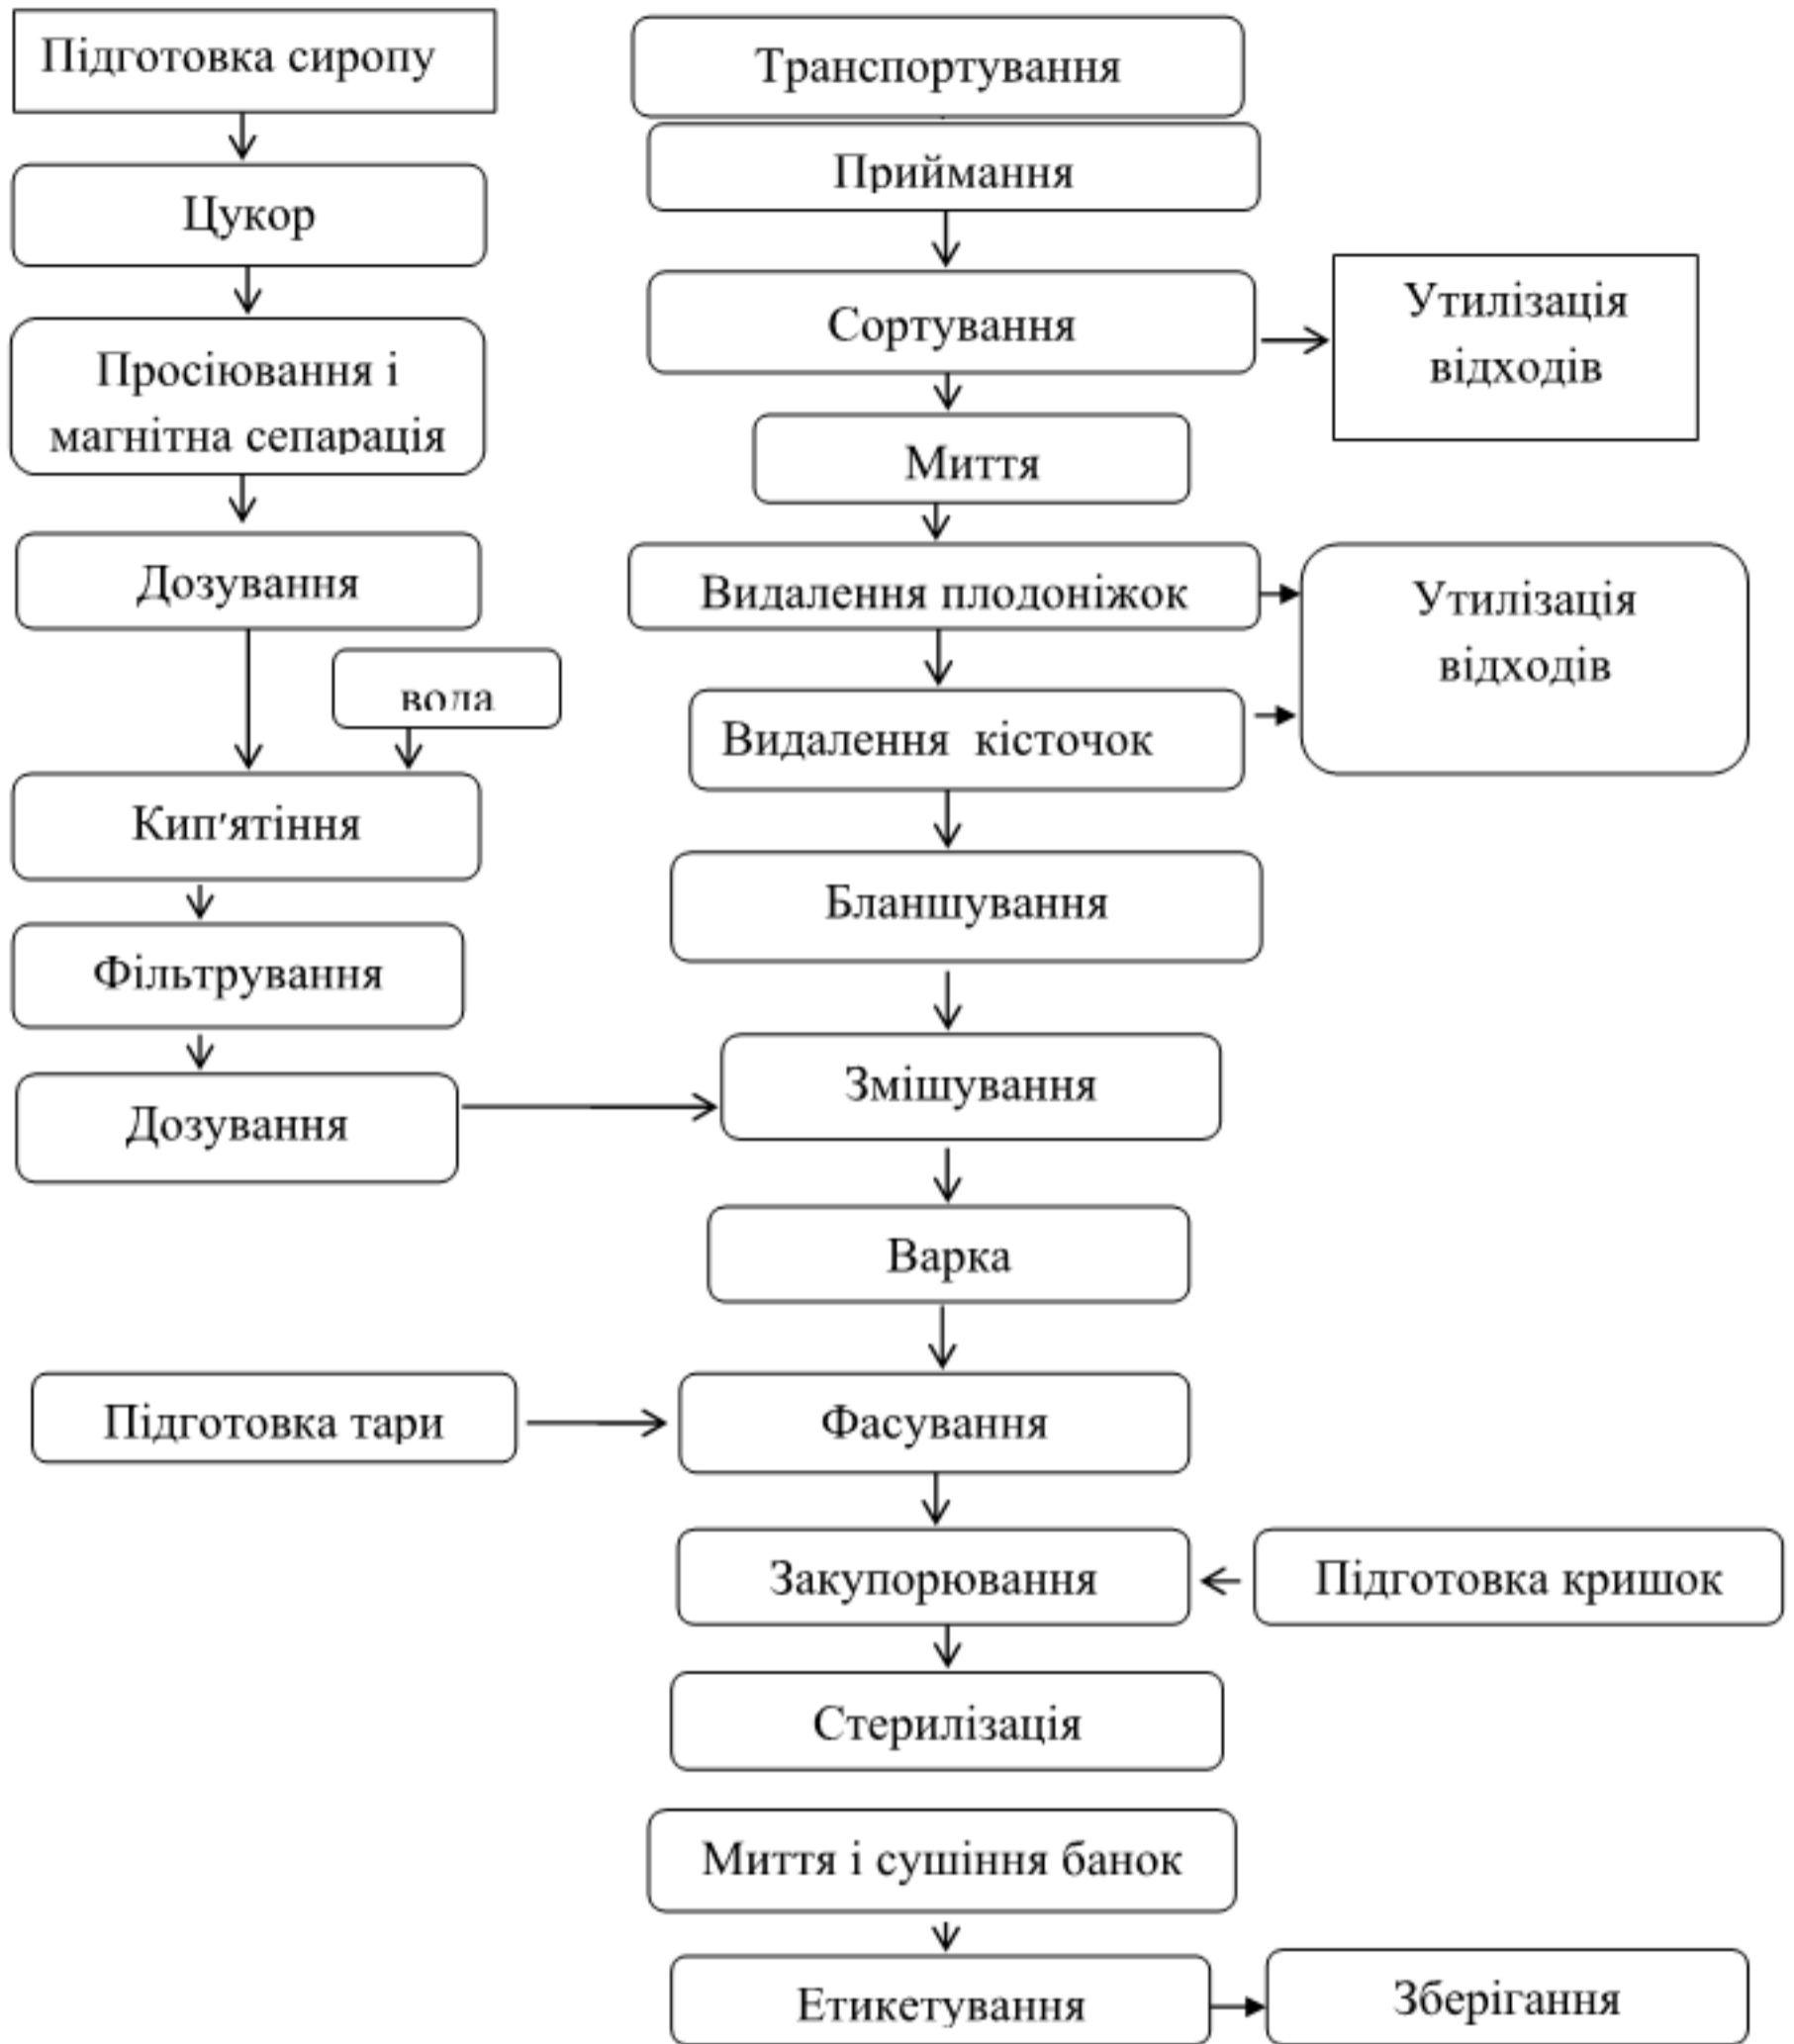 Підготовка сиропу
Цукор
Просіювання і
магнітна сепарація
Дозування
вода
Кип'ятіння
Фільтрування
Дозування
Транспортування
Приймання
Сортування
Утилізація
відходів
Миття
Видалення плодоніжок
Утилізація
відходів
Видалення кісточок
Бланшування
Змішування
Варка
Підготовка тари
Фасування
Закупорювання
Підготовка кришок
Стерилізація
Миття і сушіння банок
Етикетування
Зберігання